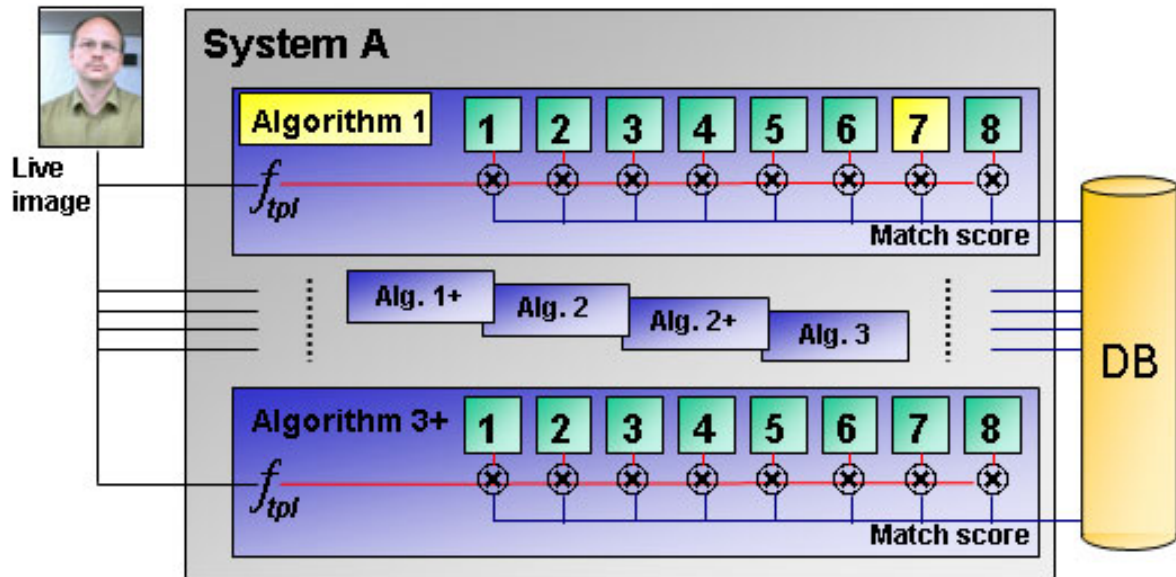 System A
Live
image
Algorithm 1
1 2 3 4 5 6 7 8
f tpl
Match score
Alg. 1+
Alg. 2
Alg. 2+
Alg. 3
DB
Algorithm 3+
1 2 3 4 5 6 7 8
f tpl
Match score